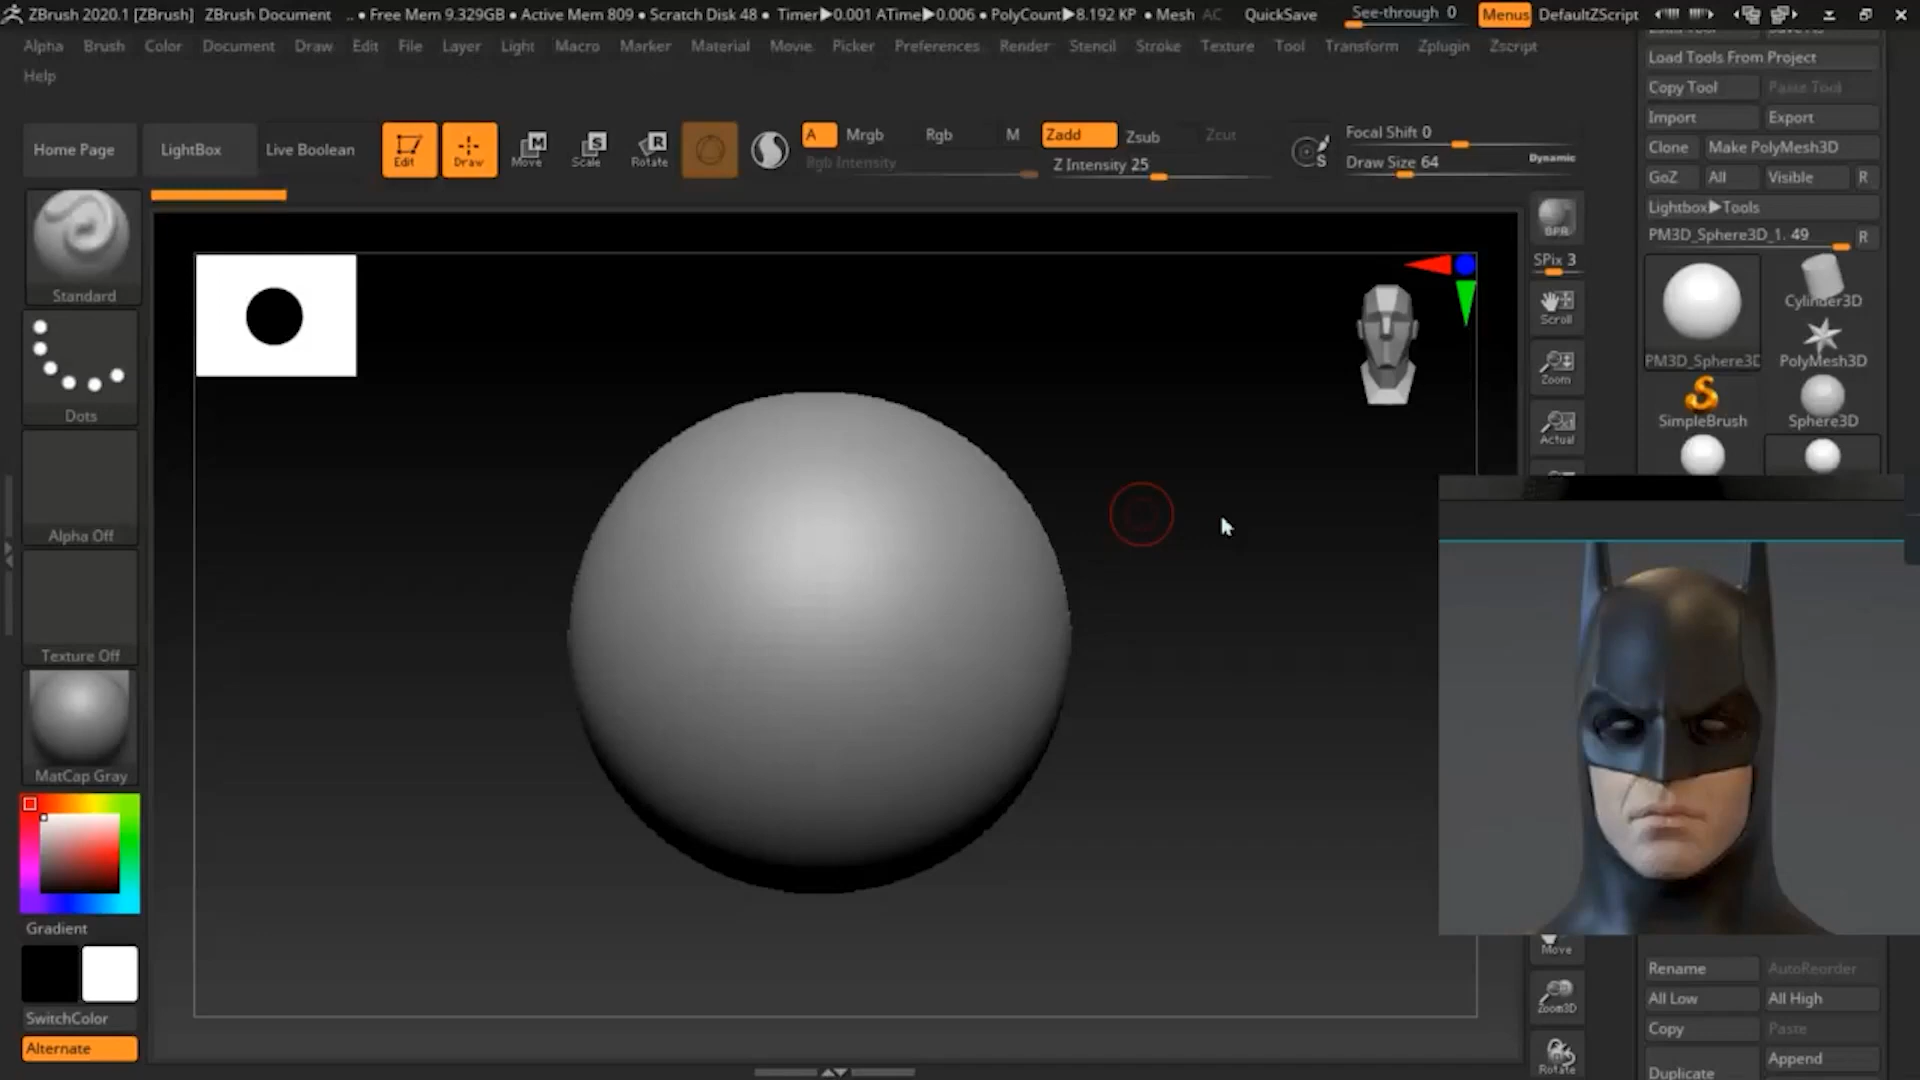 ZBrush 2020.1 [ZBrush] ZBrush Document .. • Free Mem 9.329GB • Active Mem 809 • Scratch Disk 48 • Timer▶0.001 ATime▶0.006 • PolyCount▶8.192 KP • Mesh AC QuickSave See-through 0 Menus DefaultZScript
Alpha Brush Color Document Draw Edit File Layer Light Macro Marker Material Movie Picker Preferences Render Stencil Stroke Texture Tool Transform Zplugin Zscript
Help
Load Tools From Project
Copy Tool Paste Tool
Import Export
Clone Make PolyMesh3D
GoZ All Visible R
Lightbox▶Tools
PM3D_Sphere3D_1. 49 R
Home Page LightBox Live Boolean
Edit Draw Move Scale Rotate
A Mrgb Rgb M Zadd Zsub Zcut
Rgb Intensity Z Intensity 25
Focal Shift 0
Draw Size 64 Dynamic
Standard
Dots
Alpha Off
Texture Off
MatCap Gray
Gradient
SwitchColor
Alternate
BPR
SPix 3
Scroll
Zoom
Actual
Move
Zoom3D
Rotate
Cylinder3D
PM3D_Sphere3D PolyMesh3D
SimpleBrush Sphere3D
Rename AutoReorder
All Low All High
Copy Paste
Duplicate Append